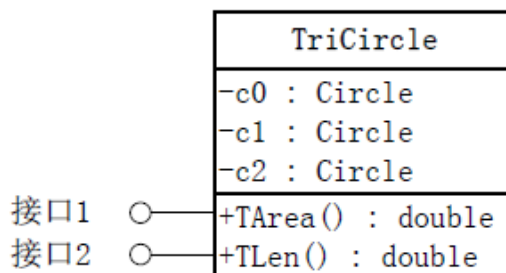 TriCircle
-c0 : Circle
-c1 : Circle
-c2 : Circle
接口1 +TArea() : double
接口2 +TLen() : double